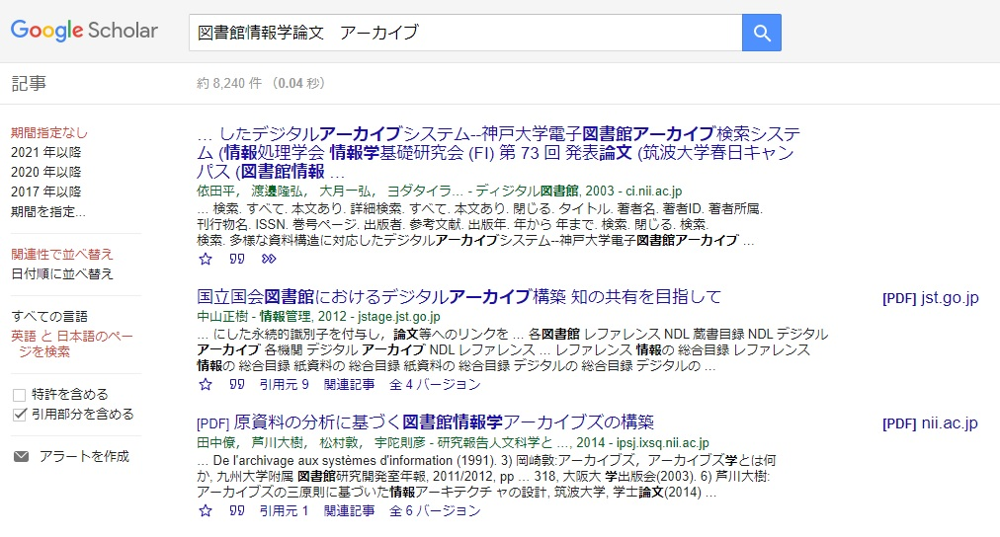 Google Scholar
図書館情報学論文　アーカイブ
記事
約 8,240 件 （0.04 秒）
期間指定なし
2021 年以降
2020 年以降
2017 年以降
期間を指定...
関連性で並べ替え
日付順に並べ替え
すべての言語
英語 と 日本語のページを検索
特許を含める
引用部分を含める
アラートを作成
… したデジタルアーカイブシステム--神戸大学電子図書館アーカイブ検索システ
ム (情報処理学会 情報学基礎研究会 (FI) 第 73 回 発表論文 (筑波大学春日キャン
パス (図書館情報 …
依田平， 渡邊隆弘， 大月一弘， ヨダタイラ… - ディジタル図書館, 2003 - ci.nii.ac.jp
… 検索. すべて. 本文あり. 詳細検索. すべて. 本文あり. 閉じる. タイトル. 著者名. 著者ID. 著者所属.
刊行物名. ISSN. 巻号ページ. 出版者. 参考文献. 出版年. 年から 年まで. 検索. 閉じる. 検索.
検索. 多様な資料構造に対応したデジタルアーカイブシステム--神戸大学電子図書館アーカイブ …
国立国会図書館におけるデジタルアーカイブ構築 知の共有を目指して
[PDF] jst.go.jp
中山正樹 - 情報管理, 2012 - jstage.jst.go.jp
… にした永続的識別子を付与し，論文等へのリンクを … 各図書館 レファレンス NDL 蔵書目録 NDL デジタル
アーカイブ 各機関 デジタル アーカイブ NDL レファレンス … レファレンス 情報の 総合目録 レファレンス
情報の 総合目録 紙資料の 総合目録 紙資料の 総合目録 デジタルの 総合目録 デジタルの …
引用元 9 関連記事 全 4 バージョン
[PDF] 原資料の分析に基づく図書館情報学アーカイブズの構築
[PDF] nii.ac.jp
田中僚， 芦川大樹， 松村敦， 宇陀則彦 - 研究報告人文科学と …, 2014 - ipsj.ixsq.nii.ac.jp
… De l'archivage aux systèmes d'information (1991). 3) 岡崎敦:アーカイブズ，アーカイブズ学とは何
か, 九州大学附属 図書館研究開発室年報, 2011/2012, pp … 318, 大阪大 学出版会(2003). 6) 芦川大樹:
アーカイブズの三原則に基づいた情報アーキテクチ ャの設計, 筑波大学, 学士論文(2014) …
引用元 1 関連記事 全 6 バージョン